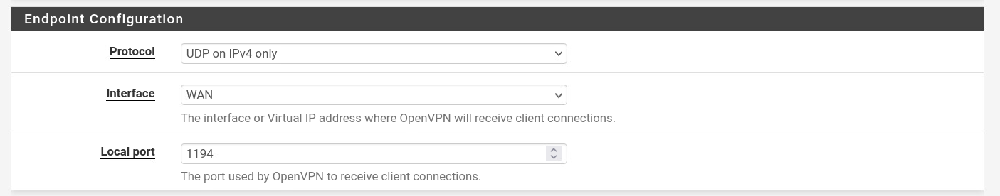 Endpoint Configuration
Protocol UDP on IPv4 only
Interface WAN
The interface or Virtual IP address where OpenVPN will receive client connections.
Local port 1194
The port used by OpenVPN to receive client connections.